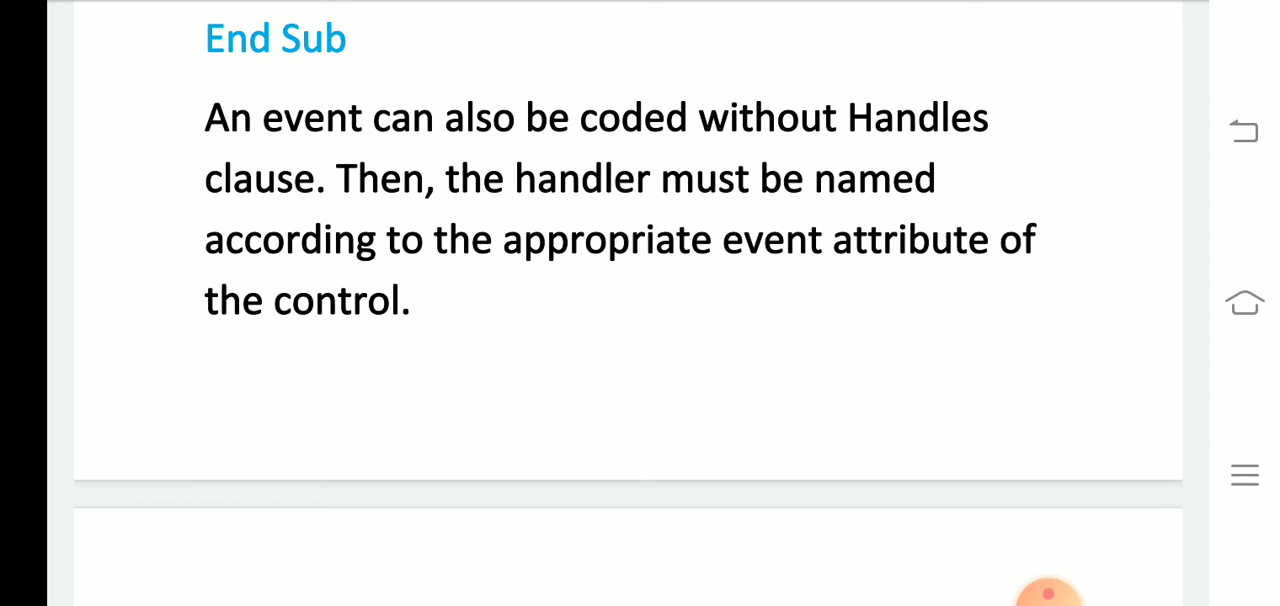 End Sub
An event can also be coded without Handles
clause. Then, the handler must be named
according to the appropriate event attribute of
the control.